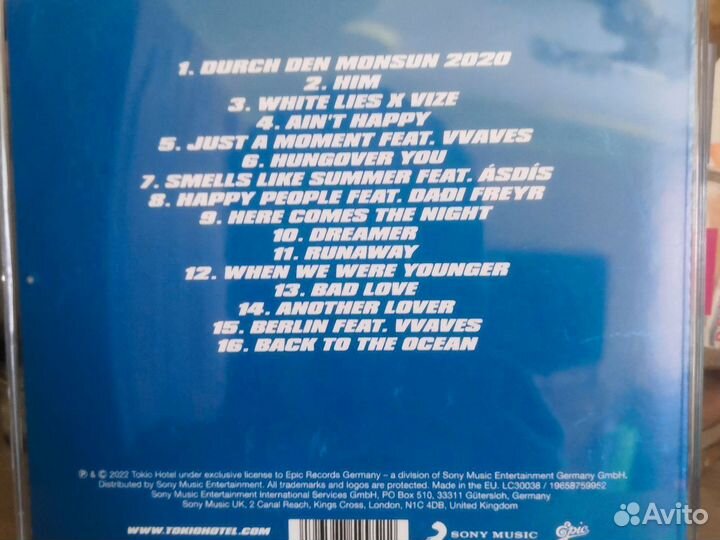 1. DURCH DEN MONSUN 2020
2. HIM
3. WHITE LIES X VIZE
4. AIN'T HAPPY
5. JUST A MOMENT FEAT. VVAVES
6. HUNGOVER YOU
7. SMELLS LIKE SUMMER FEAT. ÁSDÍS
8. HAPPY PEOPLE FEAT. DAÐI FREYR
9. HERE COMES THE NIGHT
10. DREAMER
11. RUNAWAY
12. WHEN WE WERE YOUNGER
13. BAD LOVE
14. ANOTHER LOVER
15. BERLIN FEAT. VVAVES
16. BACK TO THE OCEAN
℗ & © 2022 Tokio Hotel under exclusive license to Epic Records Germany – a division of Sony Music Entertainment Germany GmbH.
Distributed by Sony Music Entertainment. All trademarks and logos are protected. Made in the EU. LC30038 / 19658759952
Sony Music Entertainment International Services GmbH, PO Box 510, 33311 Gütersloh, Germany
Sony Music UK, 2 Canal Reach, Kings Cross, London, N1C 4DB, United Kingdom
WWW.TOKIOHOTEL.COM
SONY MUSIC
Epic
Avito